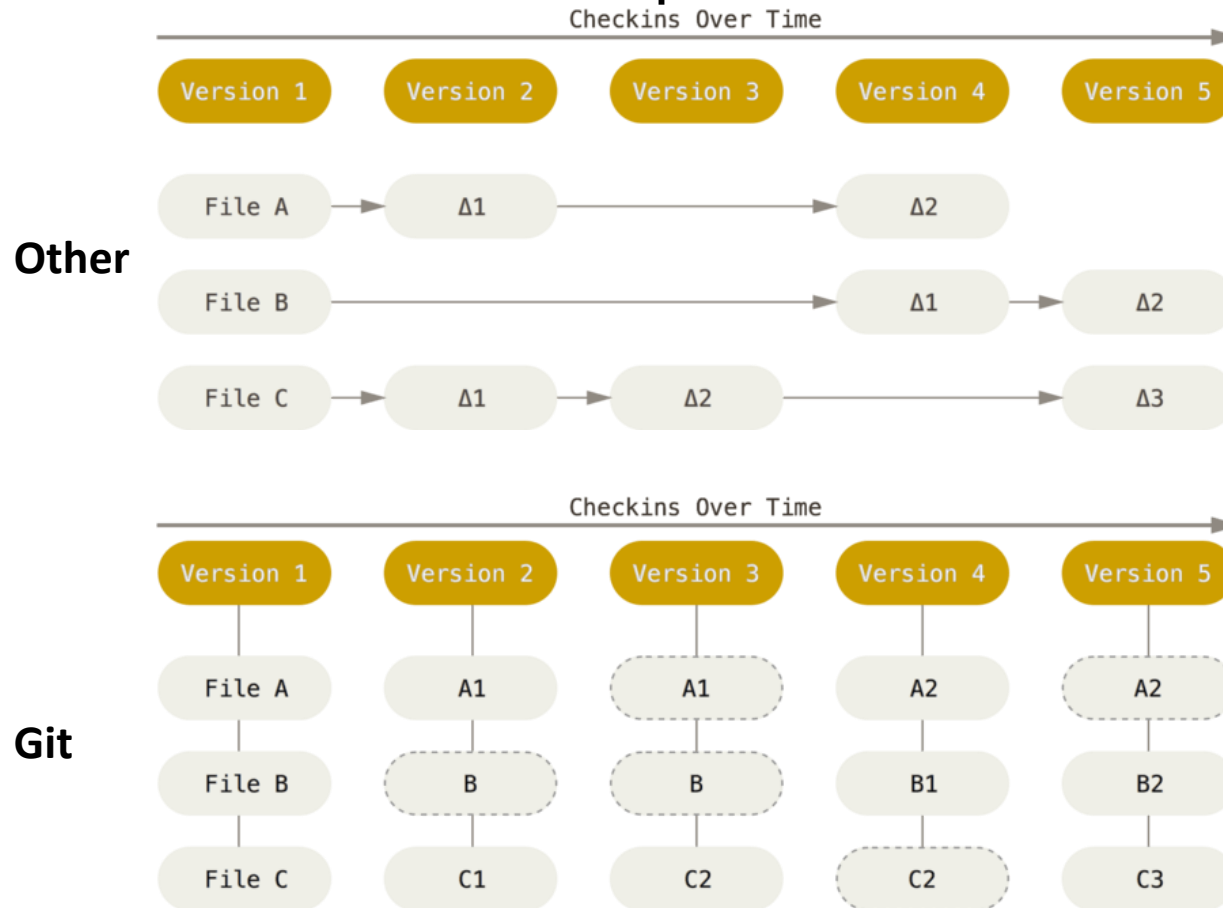 Checkins Over Time
Version 1 Version 2 Version 3 Version 4 Version 5
File A Δ1 Δ2
Other
File B Δ1 Δ2
File C Δ1 Δ2 Δ3
Checkins Over Time
Version 1 Version 2 Version 3 Version 4 Version 5
File A A1 A1 A2 A2
Git
File B B B B1 B2
File C C1 C2 C2 C3